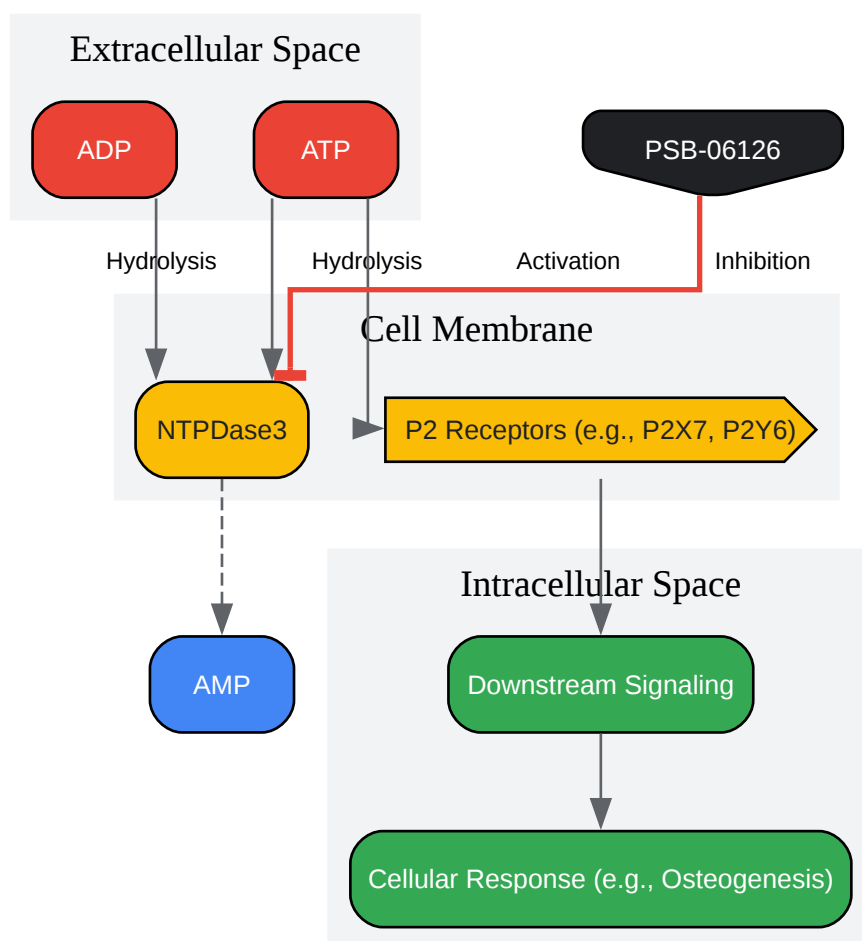 Extracellular Space
ADP
ATP
PSB-06126
Hydrolysis
Hydrolysis
Activation
Inhibition
Cell Membrane
NTPDase3
P2 Receptors (e.g., P2X7, P2Y6)
Intracellular Space
AMP
Downstream Signaling
Cellular Response (e.g., Osteogenesis)